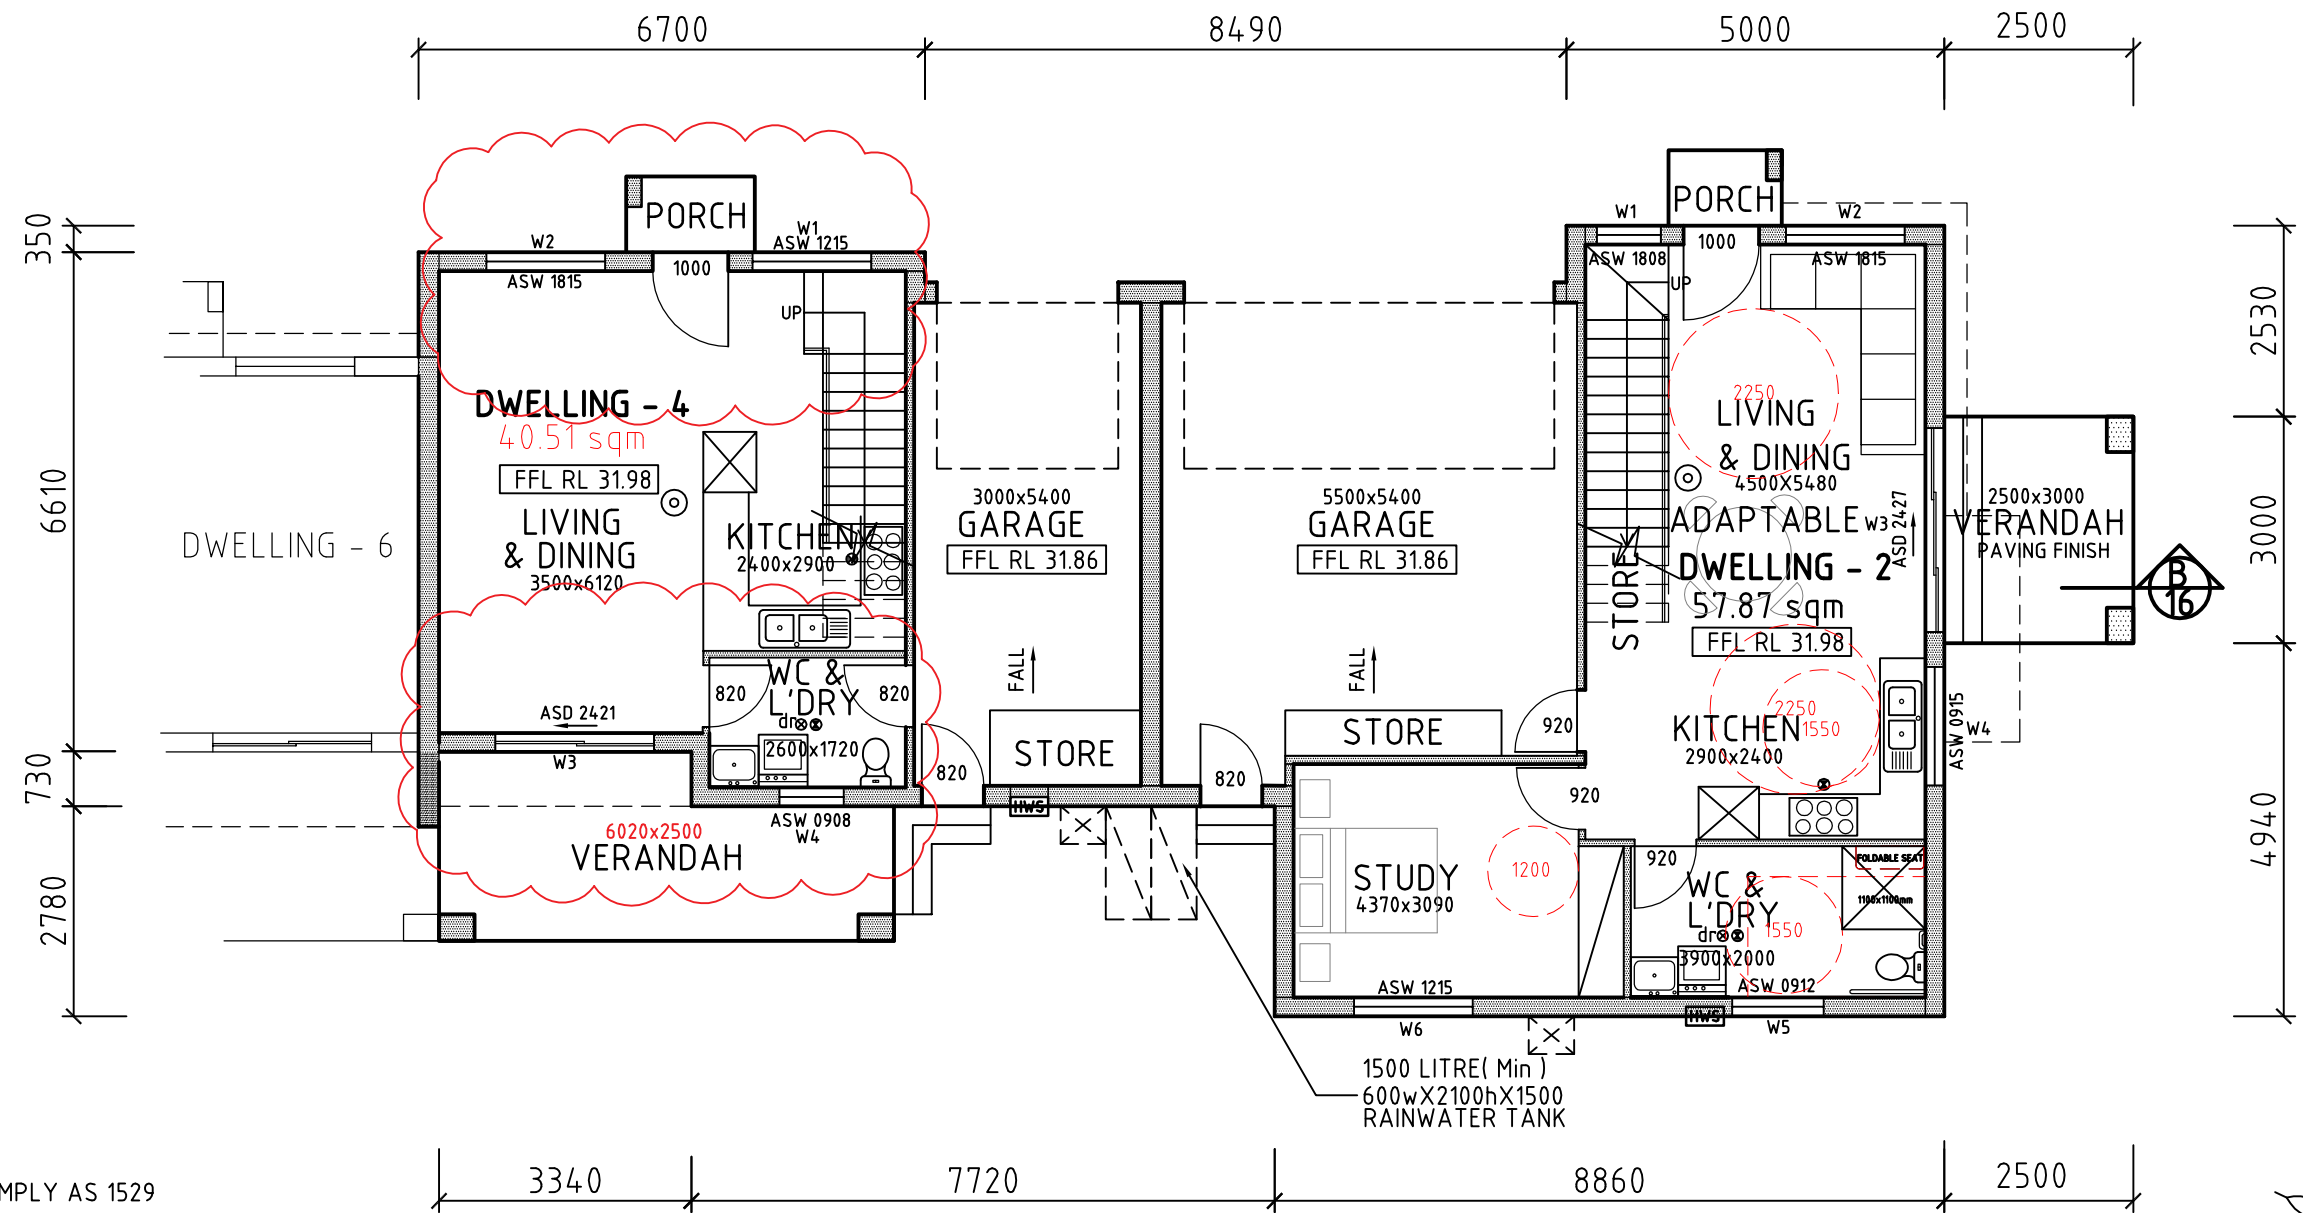 6700
8490
5000
2500
350
6610
730
2780
PORCH
W2
W1
ASW 1215
ASW 1815
1000
UP
DWELLING - 4
40.51 sqm
FFL RL 31.98
LIVING
& DINING
3500x6120
KITCHEN
2400x2900
WC &
L'DRY
dr
2600x1720
820
820
ASD 2421
W3
ASW 0908
W4
6020x2500
VERANDAH
DWELLING - 6
3000x5400
GARAGE
FFL RL 31.86
FALL
STORE
820
HWS
5500x5400
GARAGE
FFL RL 31.86
FALL
STORE
820
920
920
STUDY
4370x3090
1200
ASW 1215
W6
1500 LITRE( Min )
600wX2100hX1500
RAINWATER TANK
PORCH
W1
W2
ASW 1808
1000
ASW 1815
UP
2250
LIVING
& DINING
4500X5480
ADAPTABLE
W3
ASD 2427
DWELLING - 2
57.87 sqm
FFL RL 31.98
STORE
2250
1550
KITCHEN
2900x2400
ASW 0915
W4
920
WC &
L'DRY
dr
1550
3900x2000
ASW 0912
FOLDABLE SEAT
1100x1100mm
HWS
W5
2500x3000
VERANDAH
PAVING FINISH
B
16
2530
3000
4940
3340
7720
8860
2500
MPLY AS 1529